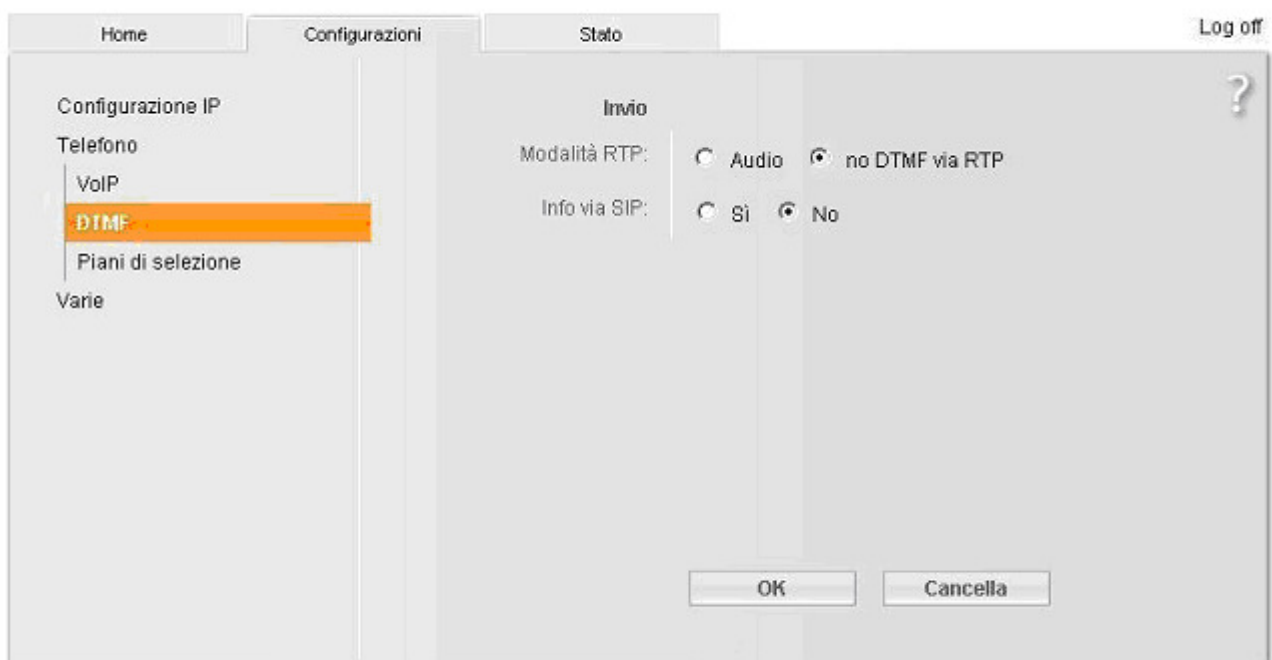 Home Configurazioni Stato Log off
?
Configurazione IP
Telefono
VoIP
DTMF
Piani di selezione
Varie
Invio
Modalità RTP: Audio no DTMF via RTP
Info via SIP: Sì No
OK Cancella